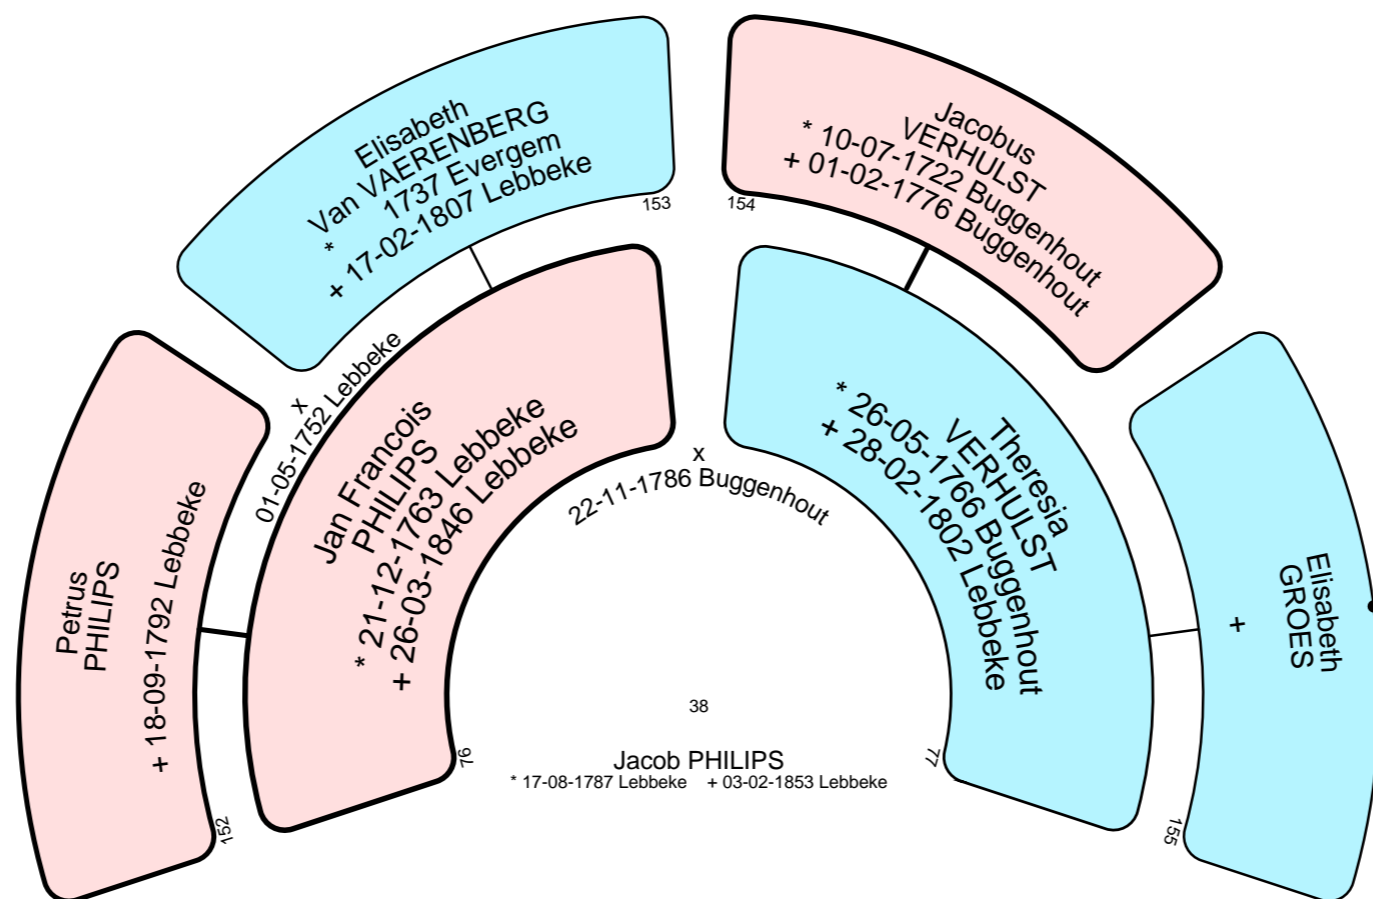 Elisabeth
Van VAERENBERG
* 1737 Evergem
+ 17-02-1807 Lebbeke
153
Jacobus
VERHULST
* 10-07-1722 Buggenhout
+ 01-02-1776 Buggenhout
154
Petrus
PHILIPS
+ 18-09-1792 Lebbeke
152
x
01-05-1752 Lebbeke
Jan Francois
PHILIPS
* 21-12-1763 Lebbeke
+ 26-03-1846 Lebbeke
76
x
22-11-1786 Buggenhout
Theresia
VERHULST
* 26-05-1766 Buggenhout
+ 28-02-1802 Lebbeke
77
Elisabeth
GROES
+
155
38
Jacob PHILIPS
* 17-08-1787 Lebbeke + 03-02-1853 Lebbeke